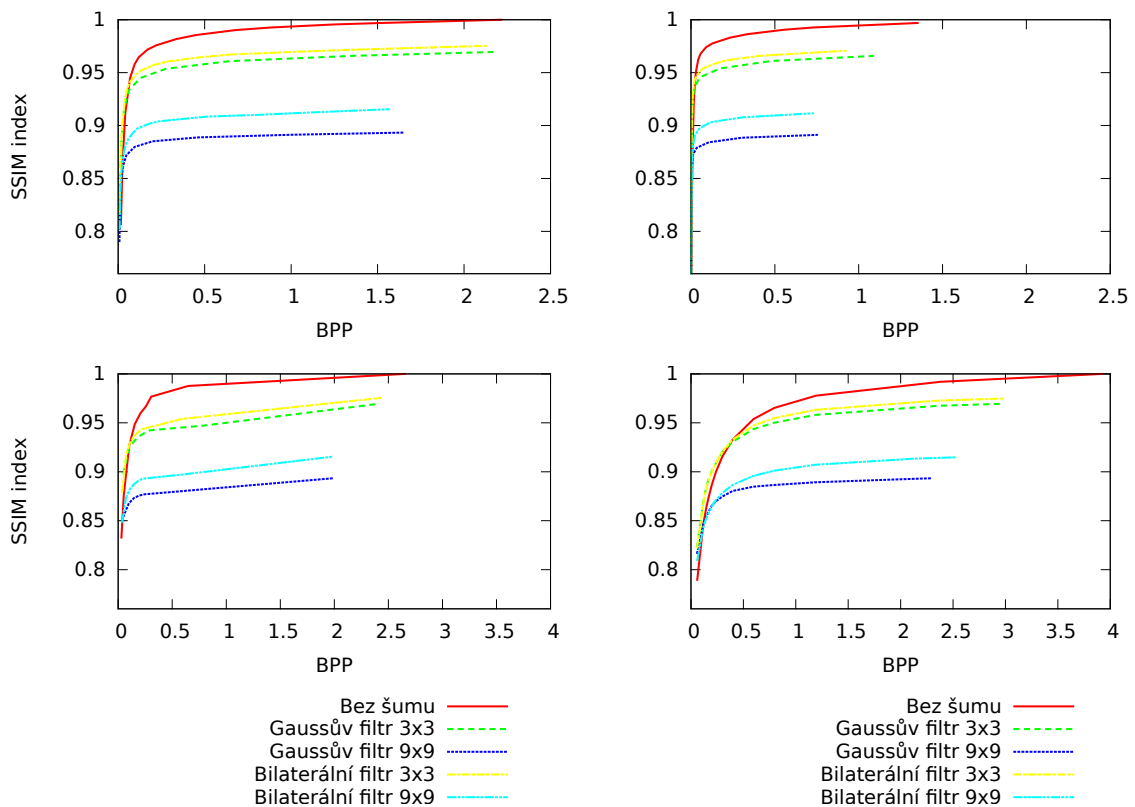 1
0.95
0.9
0.85
0.8
SSIM index
0 0.5 1 1.5 2 2.5
BPP
1
0.95
0.9
0.85
0.8
0 0.5 1 1.5 2 2.5
BPP
1
0.95
0.9
0.85
0.8
SSIM index
0 0.5 1 1.5 2 2.5 3 3.5 4
BPP
1
0.95
0.9
0.85
0.8
0 0.5 1 1.5 2 2.5 3 3.5 4
BPP
Bez šumu
Gaussův filtr 3x3
Gaussův filtr 9x9
Bilaterální filtr 3x3
Bilaterální filtr 9x9
Bez šumu
Gaussův filtr 3x3
Gaussův filtr 9x9
Bilaterální filtr 3x3
Bilaterální filtr 9x9